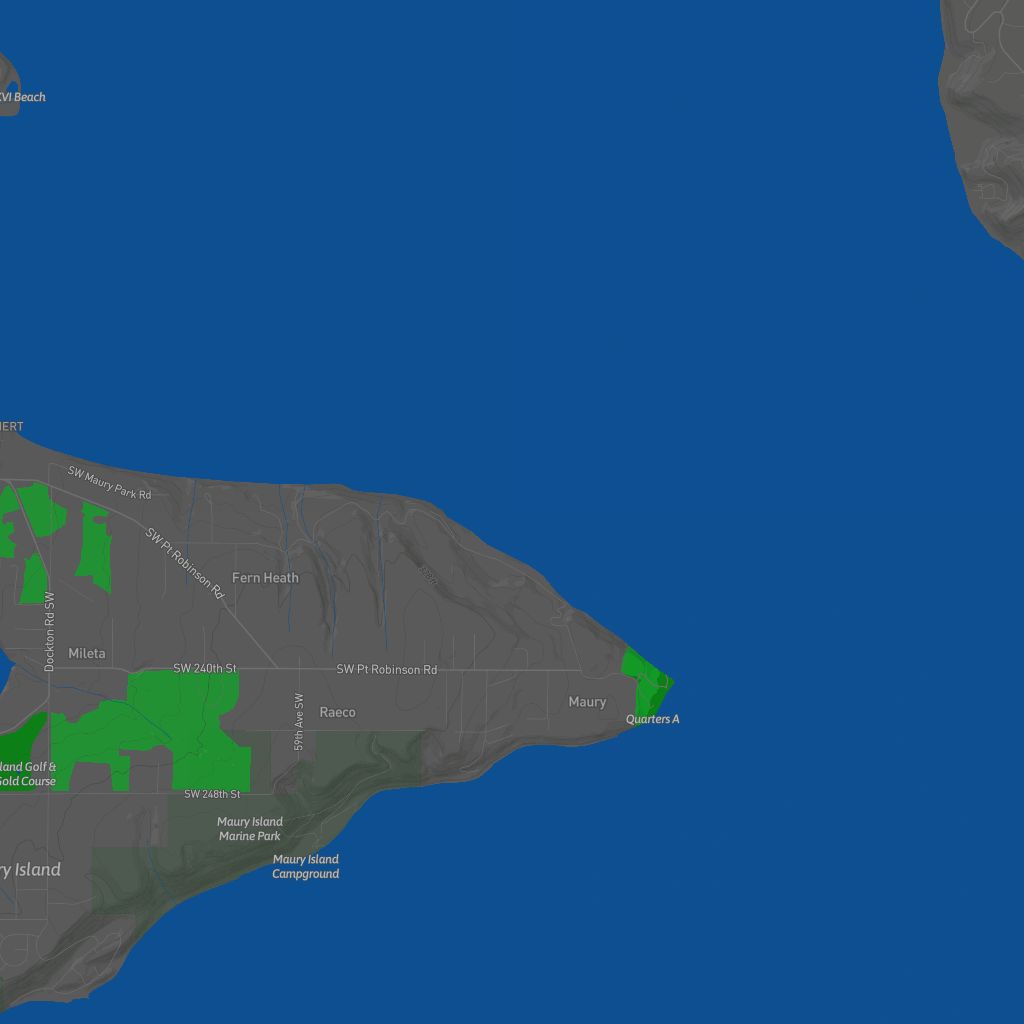 XVI Beach
SW Maury Park Rd
SW Pt Robinson Rd
Fern Heath
Dockton Rd SW
Mileta
SW 240th St
SW Pt Robinson Rd
59th Ave SW
Raeco
Maury
Quarters A
land Golf &
Gold Course
SW 248th St
Maury Island
Marine Park
Maury Island
Campground
ry Island